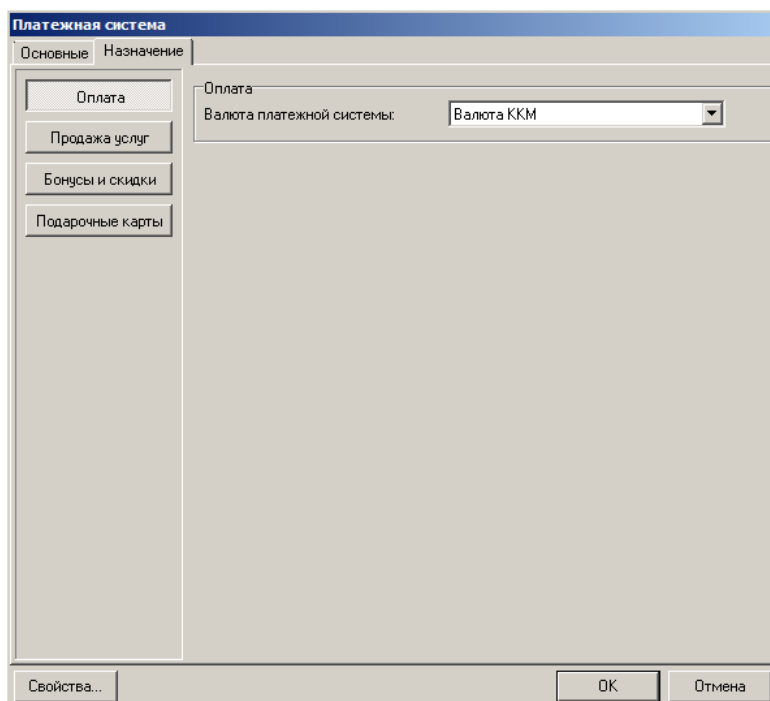 Платежная система
Основные Назначение
Оплата
Продажа услуг
Бонусы и скидки
Подарочные карты
Оплата
Валюта платежной системы: Валюта ККМ
Свойства... OK Отмена